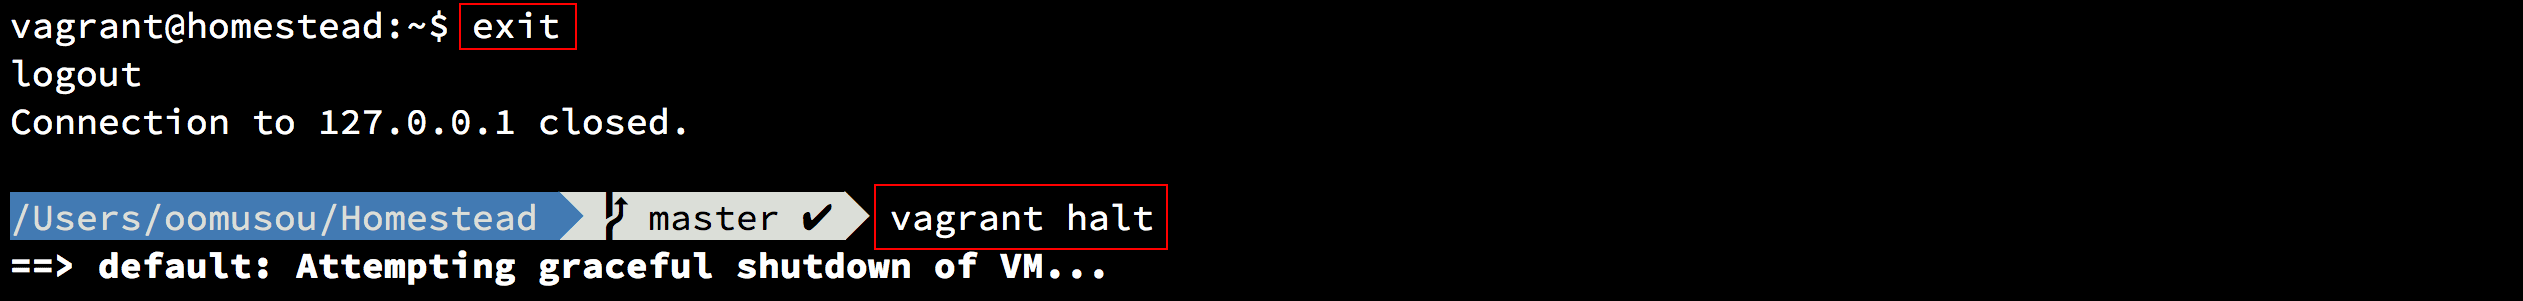 vagrant@homestead:~$ exit
logout
Connection to 127.0.0.1 closed.
/Users/oomusou/Homestead master ✔ vagrant halt
==> default: Attempting graceful shutdown of VM...